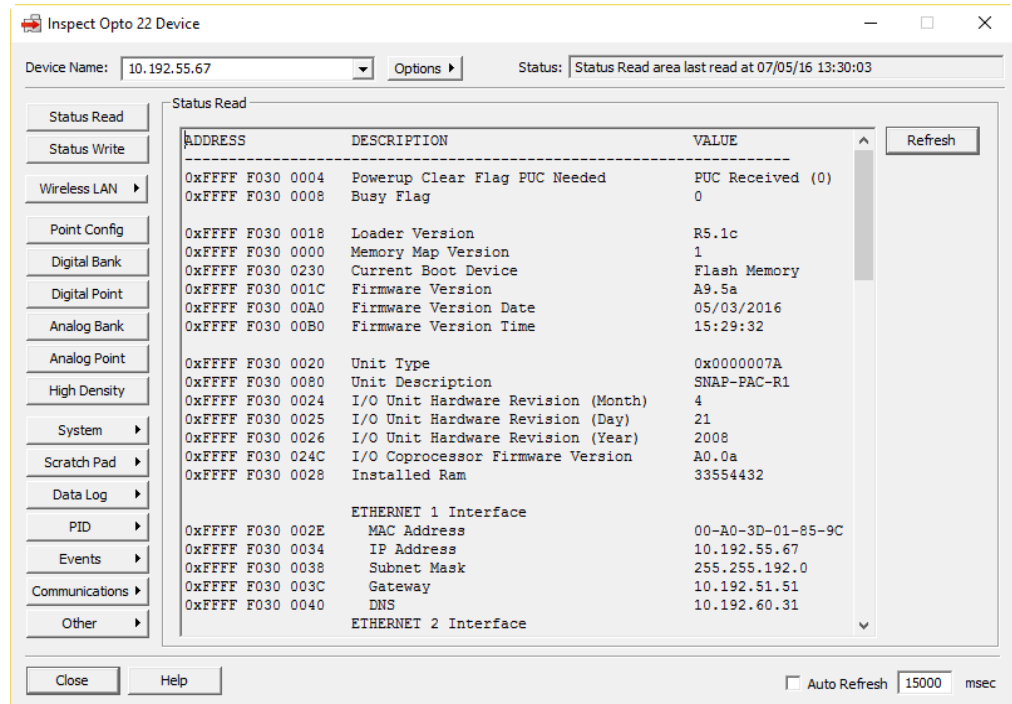 Inspect Opto 22 Device
Device Name: 10.192.55.67 Options Status: Status Read area last read at 07/05/16 13:30:03
Status Read
Status Write
Wireless LAN
Point Config
Digital Bank
Digital Point
Analog Bank
Analog Point
High Density
System
Scratch Pad
Data Log
PID
Events
Communications
Other
Status Read
Refresh
ADDRESS DESCRIPTION VALUE
--------------------------------------------------------------------------
0xFFFF F030 0004 Powerup Clear Flag PUC Needed PUC Received (0)
0xFFFF F030 0008 Busy Flag 0
0xFFFF F030 0018 Loader Version R5.1c
0xFFFF F030 0000 Memory Map Version 1
0xFFFF F030 0230 Current Boot Device Flash Memory
0xFFFF F030 001C Firmware Version A9.5a
0xFFFF F030 00A0 Firmware Version Date 05/03/2016
0xFFFF F030 00B0 Firmware Version Time 15:29:32
0xFFFF F030 0020 Unit Type 0x0000007A
0xFFFF F030 0080 Unit Description SNAP-PAC-R1
0xFFFF F030 0024 I/O Unit Hardware Revision (Month) 4
0xFFFF F030 0025 I/O Unit Hardware Revision (Day) 21
0xFFFF F030 0026 I/O Unit Hardware Revision (Year) 2008
0xFFFF F030 024C I/O Coprocessor Firmware Version A0.0a
0xFFFF F030 0028 Installed Ram 33554432
ETHERNET 1 Interface
0xFFFF F030 002E MAC Address 00-A0-3D-01-85-9C
0xFFFF F030 0034 IP Address 10.192.55.67
0xFFFF F030 0038 Subnet Mask 255.255.192.0
0xFFFF F030 003C Gateway 10.192.51.51
0xFFFF F030 0040 DNS 10.192.60.31
ETHERNET 2 Interface
Close Help Auto Refresh 15000 msec